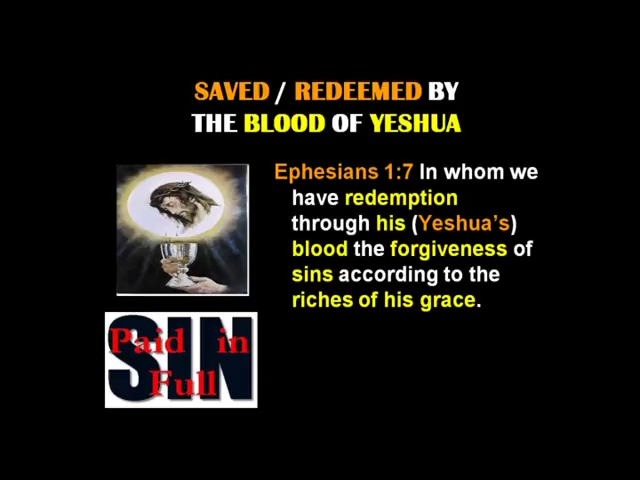 SAVED / REDEEMED BY
THE BLOOD OF YESHUA
Ephesians 1:7 In whom we
have redemption
through his (Yeshua's)
blood the forgiveness of
sins according to the
riches of his grace.
SIN
Paid in
Full